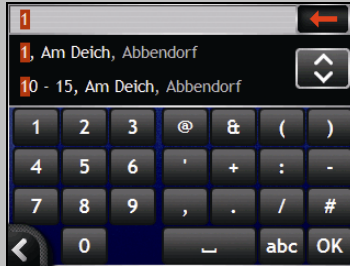 1
1, Am Deich, Abbendorf
10 - 15, Am Deich, Abbendorf
1 2 3 @ & ( )
4 5 6 ' + : -
7 8 9 , . / #
0 abc OK